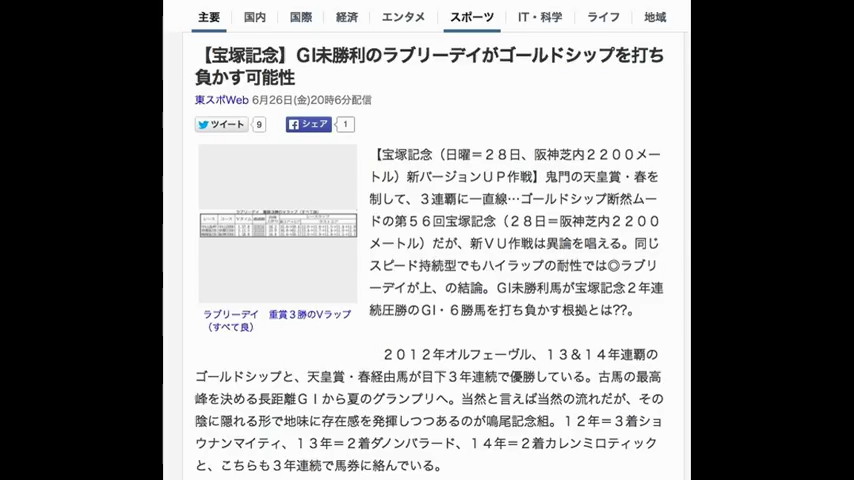 主要 国内 国際 経済 エンタメ スポーツ IT・科学 ライフ 地域
【宝塚記念】GI未勝利のラブリーデイがゴールドシップを打ち
負かす可能性
東スポWeb 6月26日(金)20時6分配信
ツイート 9 シェア 1
【宝塚記念（日曜＝２８日、阪神芝内２２００メー
トル）新バージョンＵＰ作戦】鬼門の天皇賞・春を
制して、３連覇に一直線…ゴールドシップ断然ムー
ドの第５６回宝塚記念（２８日＝阪神芝内２２００
メートル）だが、新ＶＵ作戦は異論を唱える。同じ
スピード持続型でもハイラップの耐性では◎ラブリ
ーデイが上、の結論。GI未勝利馬が宝塚記念２年連
続圧勝のＧＩ・６勝馬を打ち負かす根拠とは??。
ラブリーデイ　重賞３勝のVラップ
（すべて良）
２０１２年オルフェーヴル、１３＆１４年連覇の
ゴールドシップと、天皇賞・春経由馬が目下３年連続で優勝している。古馬の最高
峰を決める長距離ＧＩから夏のグランプリへ。当然と言えば当然の流れだが、その
陰に隠れる形で地味に存在感を発揮しつつあるのが鳴尾記念組。１２年＝３着ショ
ウナンマイティ、１３年＝２着ダノンバラード、１４年＝２着カレンミロティック
と、こちらも３年連続で馬券に絡んでいる。